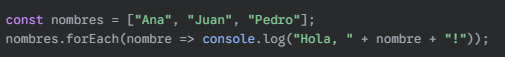 const nombres = ["Ana", "Juan", "Pedro"];
nombres.forEach(nombre => console.log("Hola, " + nombre + "!"));